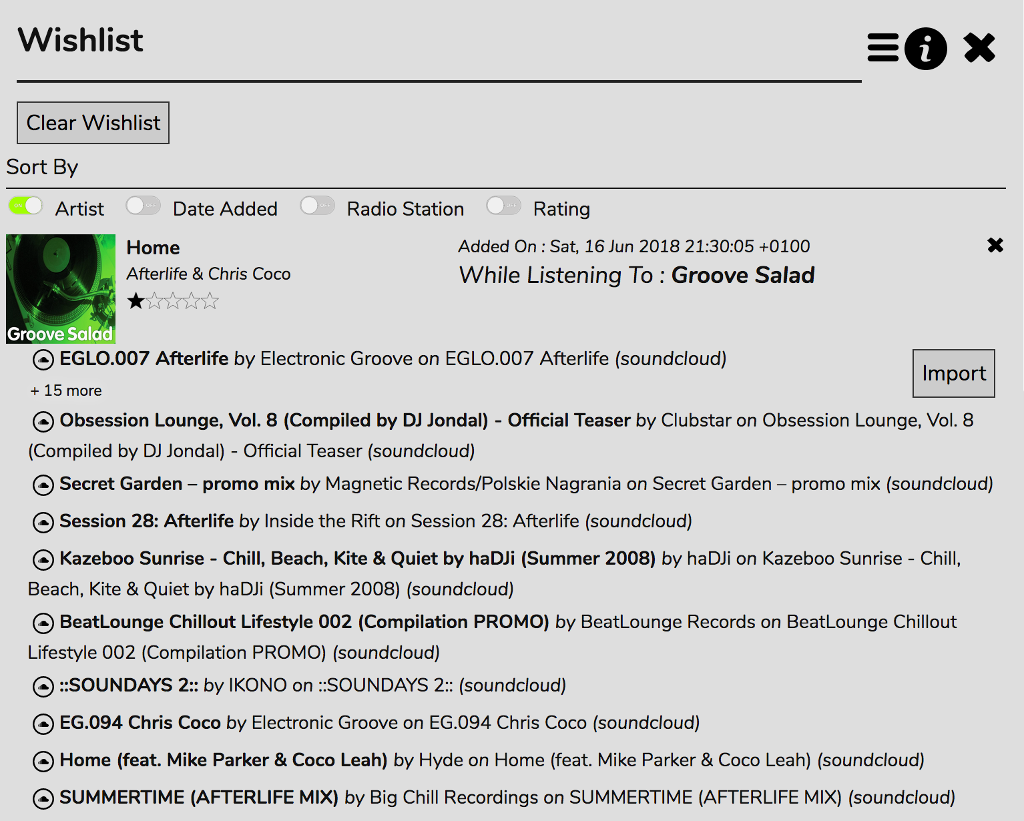 Wishlist
Clear Wishlist
Sort By
Artist Date Added Radio Station Rating
Home
Afterlife & Chris Coco
Added On : Sat, 16 Jun 2018 21:30:05 +0100
While Listening To : Groove Salad
Groove Salad
EGLO.007 Afterlife by Electronic Groove on EGLO.007 Afterlife (soundcloud)
Import
+ 15 more
Obsession Lounge, Vol. 8 (Compiled by DJ Jondal) - Official Teaser by Clubstar on Obsession Lounge, Vol. 8
(Compiled by DJ Jondal) - Official Teaser (soundcloud)
Secret Garden – promo mix by Magnetic Records/Polskie Nagrania on Secret Garden – promo mix (soundcloud)
Session 28: Afterlife by Inside the Rift on Session 28: Afterlife (soundcloud)
Kazeboo Sunrise - Chill, Beach, Kite & Quiet by haDJi (Summer 2008) by haDJi on Kazeboo Sunrise - Chill,
Beach, Kite & Quiet by haDJi (Summer 2008) (soundcloud)
BeatLounge Chillout Lifestyle 002 (Compilation PROMO) by BeatLounge Records on BeatLounge Chillout
Lifestyle 002 (Compilation PROMO) (soundcloud)
::SOUNDAYS 2:: by IKONO on ::SOUNDAYS 2:: (soundcloud)
EG.094 Chris Coco by Electronic Groove on EG.094 Chris Coco (soundcloud)
Home (feat. Mike Parker & Coco Leah) by Hyde on Home (feat. Mike Parker & Coco Leah) (soundcloud)
SUMMERTIME (AFTERLIFE MIX) by Big Chill Recordings on SUMMERTIME (AFTERLIFE MIX) (soundcloud)